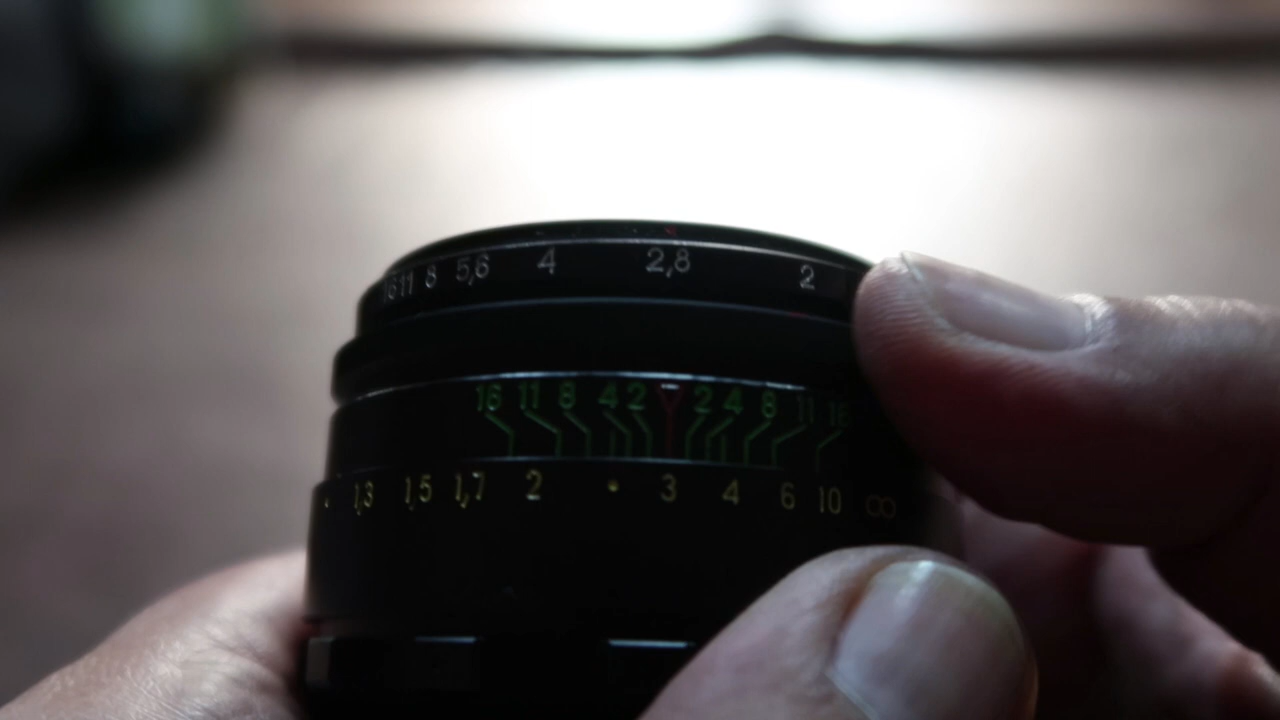 16 11 8 5,6 4 2,8 2
16 11 8 4 2 2 4 8 11 16
1,3 1,5 1,7 2 • 3 4 6 10 ∞